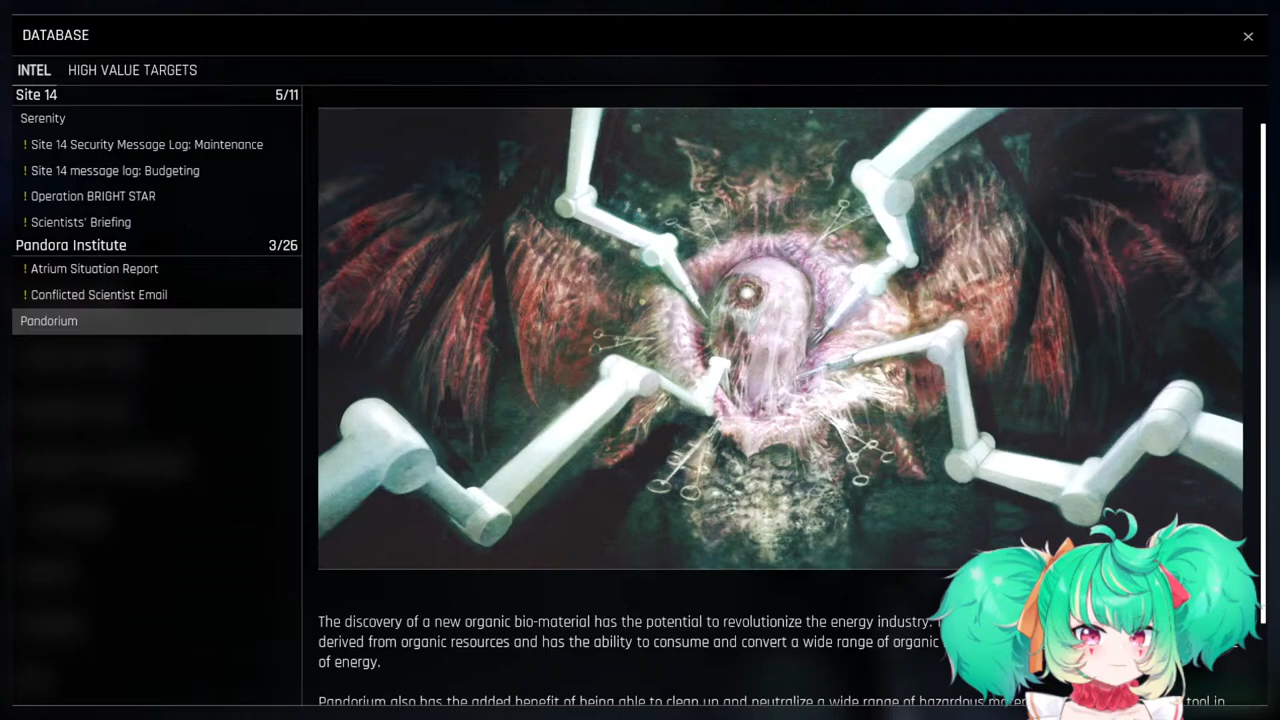 DATABASE
INTEL HIGH VALUE TARGETS
Site 14 5/11
Serenity
! Site 14 Security Message Log: Maintenance
! Site 14 message log: Budgeting
! Operation BRIGHT STAR
! Scientists' Briefing
Pandora Institute 3/26
! Atrium Situation Report
! Conflicted Scientist Email
Pandorium
The discovery of a new organic bio-material has the potential to revolutionize the energy industry.
derived from organic resources and has the ability to consume and convert a wide range of organic
of energy.
Pandorium also has the added benefit of being able to clean up and neutralize a wide range of hazardous tool in